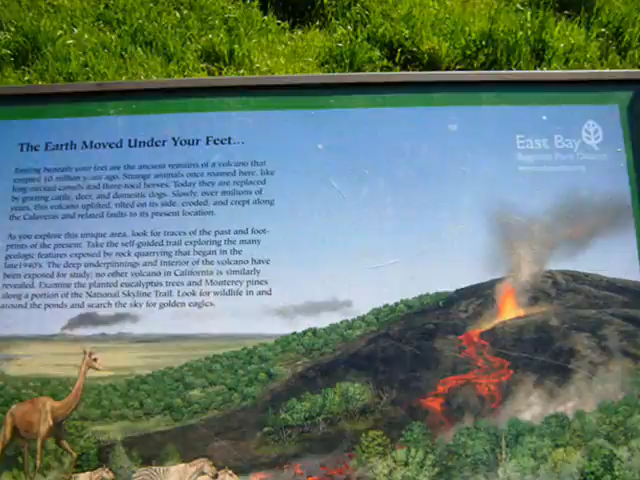 The Earth Moved Under Your Feet...
East Bay
Regional Park District
Resting beneath your feet are the ancient remains of a volcano that
erupted 10 million years ago. Strange animals once roamed here, like
long-necked camels and three-toed horses. Today they are replaced
by grazing cattle, deer, and domestic dogs. Slowly, over millions of
years, this volcano uplifted, tilted on its side, eroded, and crept along
the Calaveras and related faults to its present location.
As you explore this unique area, look for traces of the past and foot-
prints of the present. Take the self-guided trail exploring the many
geologic features exposed by rock quarrying that began in the
late1940's. The deep underpinnings and interior of the volcano have
been exposed for study; no other volcano in California is similarly
revealed. Examine the planted eucalyptus trees and Monterey pines
along a portion of the National Skyline Trail. Look for wildlife in and
around the ponds and search the sky for golden eagles.